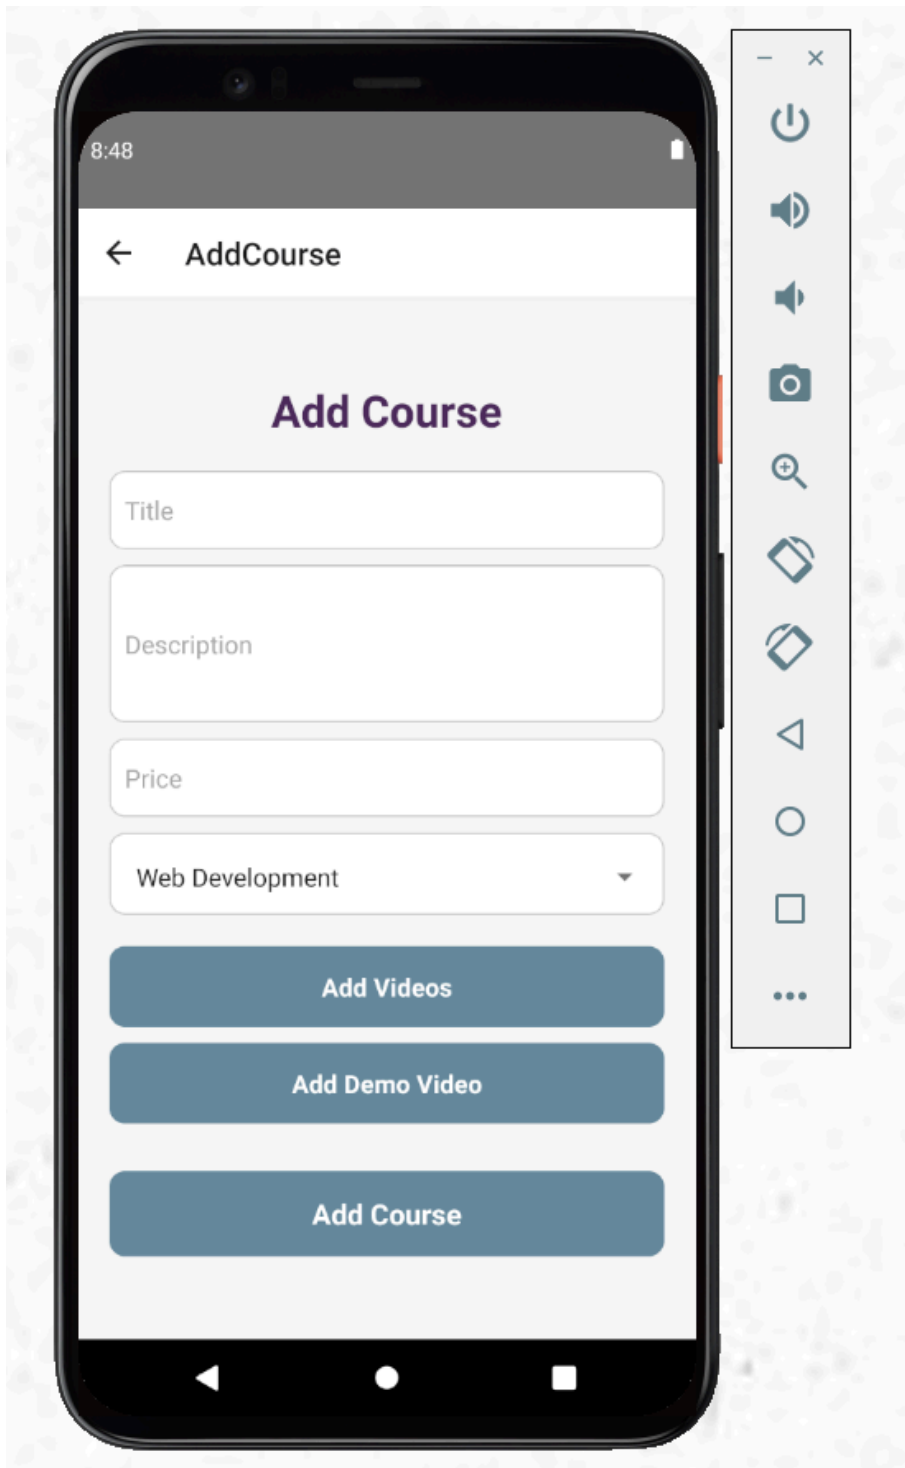 8:48
AddCourse
Add Course
Title
Description
Price
Web Development
Add Videos
Add Demo Video
Add Course